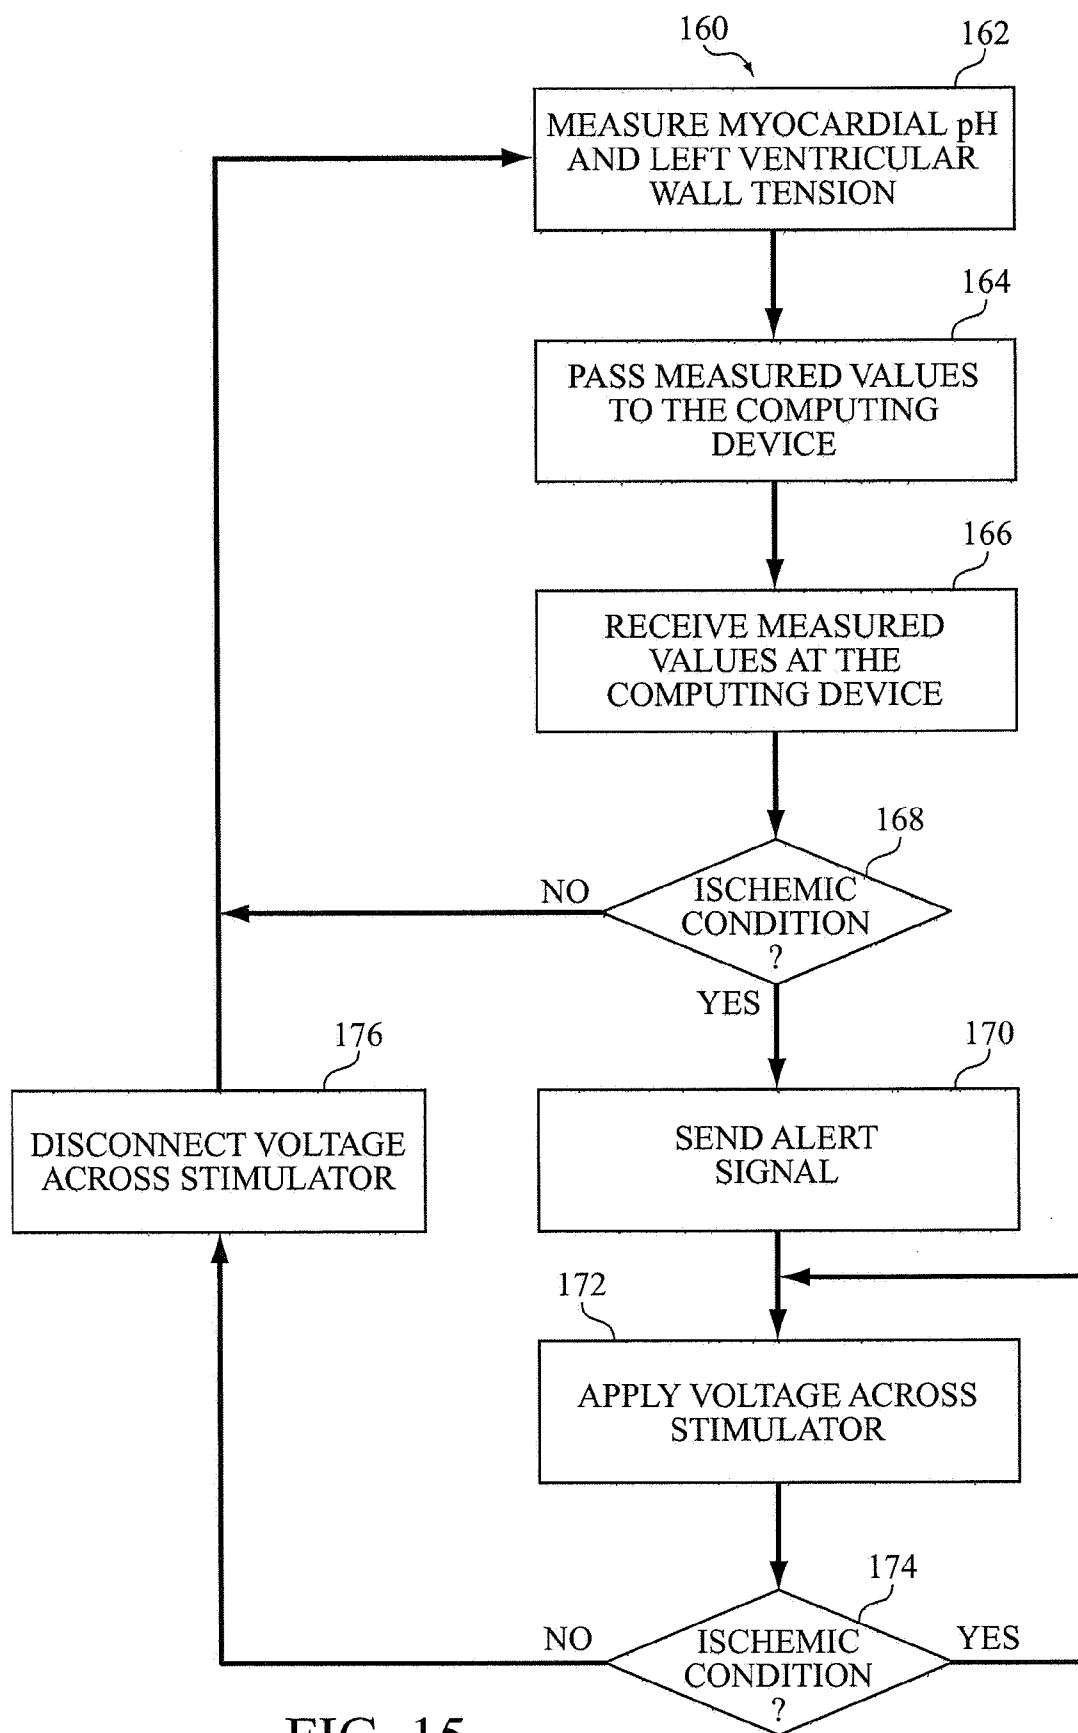 160
162
MEASURE MYOCARDIAL pH
AND LEFT VENTRICULAR
WALL TENSION
164
PASS MEASURED VALUES
TO THE COMPUTING
DEVICE
166
RECEIVE MEASURED
VALUES AT THE
COMPUTING DEVICE
168
ISCHEMIC
CONDITION
?
NO
YES
170
SEND ALERT
SIGNAL
176
DISCONNECT VOLTAGE
ACROSS STIMULATOR
172
APPLY VOLTAGE ACROSS
STIMULATOR
174
ISCHEMIC
CONDITION
?
NO
YES
FIG. 15